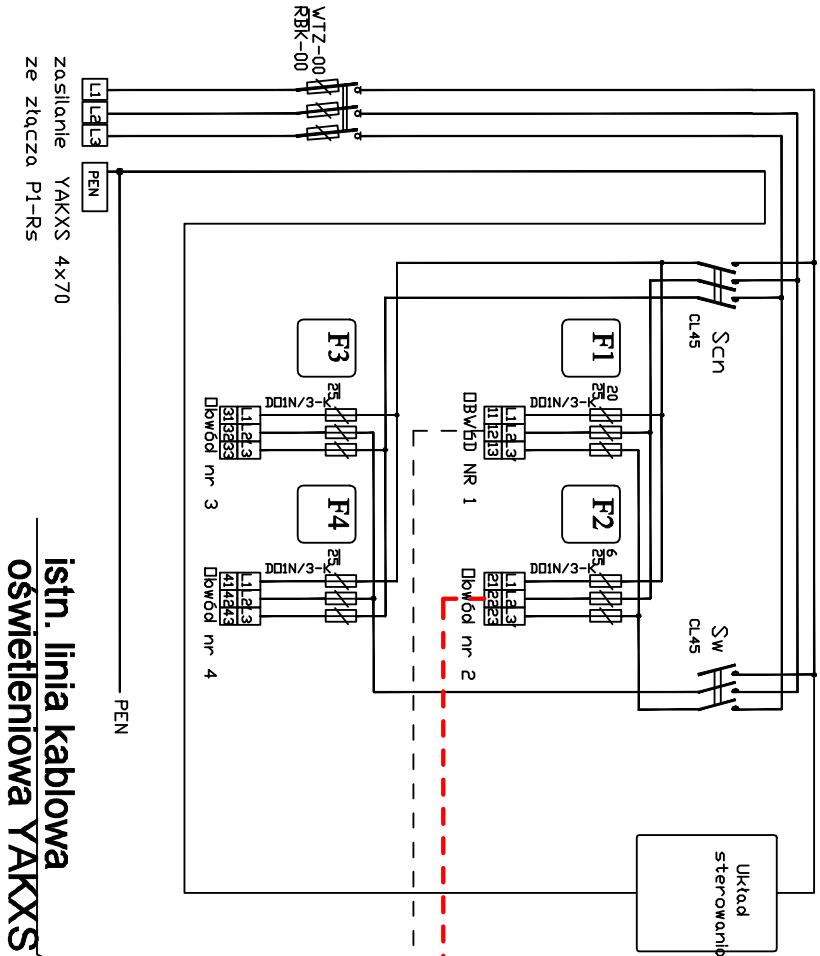 WTZ-00
RBK-00
L1
L2
L3
PEN
zasilanie YAKXS 4x70
ze złącza P1-Rs
Scn
CL45
F1
20
25
D01N/3-K
L1 L2 L3'
11 12 13
OBWÓD NR 1
F2
6
25
D01N/3-K
L1 L2 L3'
21 22 23
Obwód nr 2
F3
25
D01N/3-K
L1 L2 L3'
31 32 33
Obwód nr 3
F4
25
D01N/3-K
L1 L2 L3'
41 42 43
Obwód nr 4
Sw
CL45
PEN
Układ
sterowania
istn. linia kablowa
oświetleniowa YAKXS